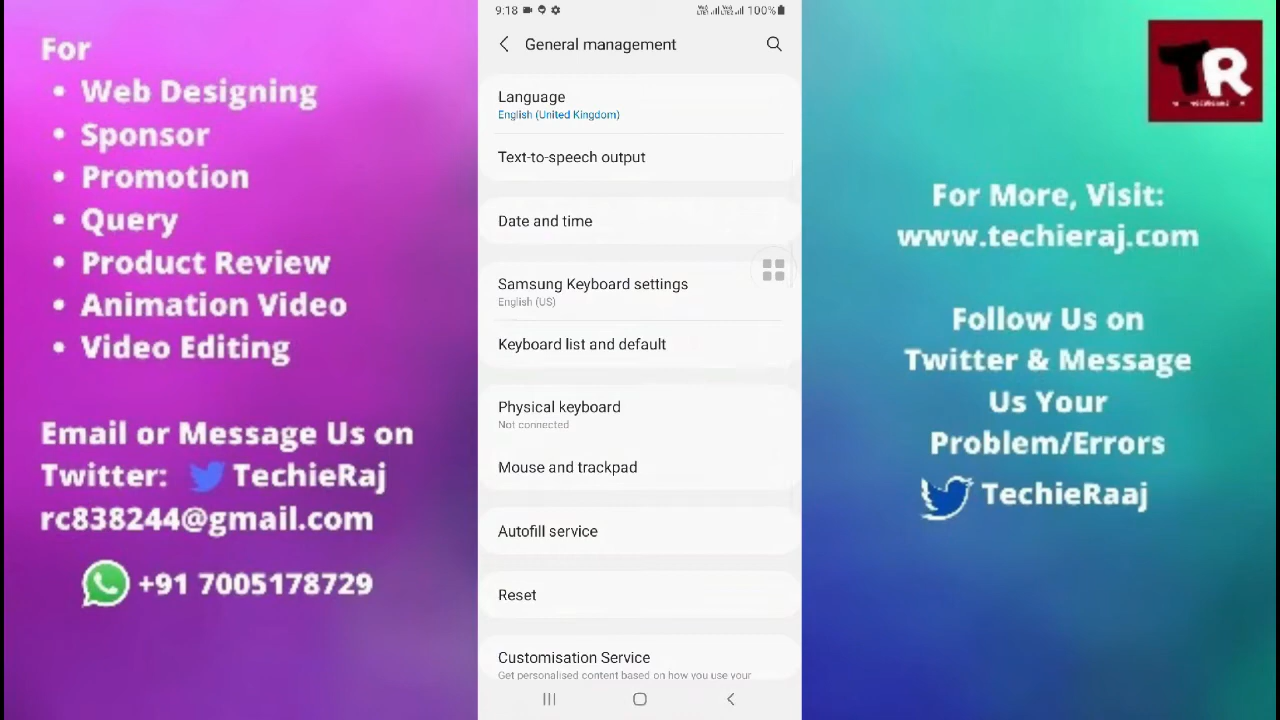 For
• Web Designing
• Sponsor
• Promotion
• Query
• Product Review
• Animation Video
• Video Editing
Email or Message Us on
Twitter: TechieRaj
rc838244@gmail.com
+91 7005178729
9:18
100%
General management
Language
English (United Kingdom)
Text-to-speech output
Date and time
Samsung Keyboard settings
English (US)
Keyboard list and default
Physical keyboard
Not connected
Mouse and trackpad
Autofill service
Reset
Customisation Service
Get personalised content based on how you use your
TR
For More, Visit:
www.techieraj.com
Follow Us on
Twitter & Message
Us Your
Problem/Errors
TechieRaaj